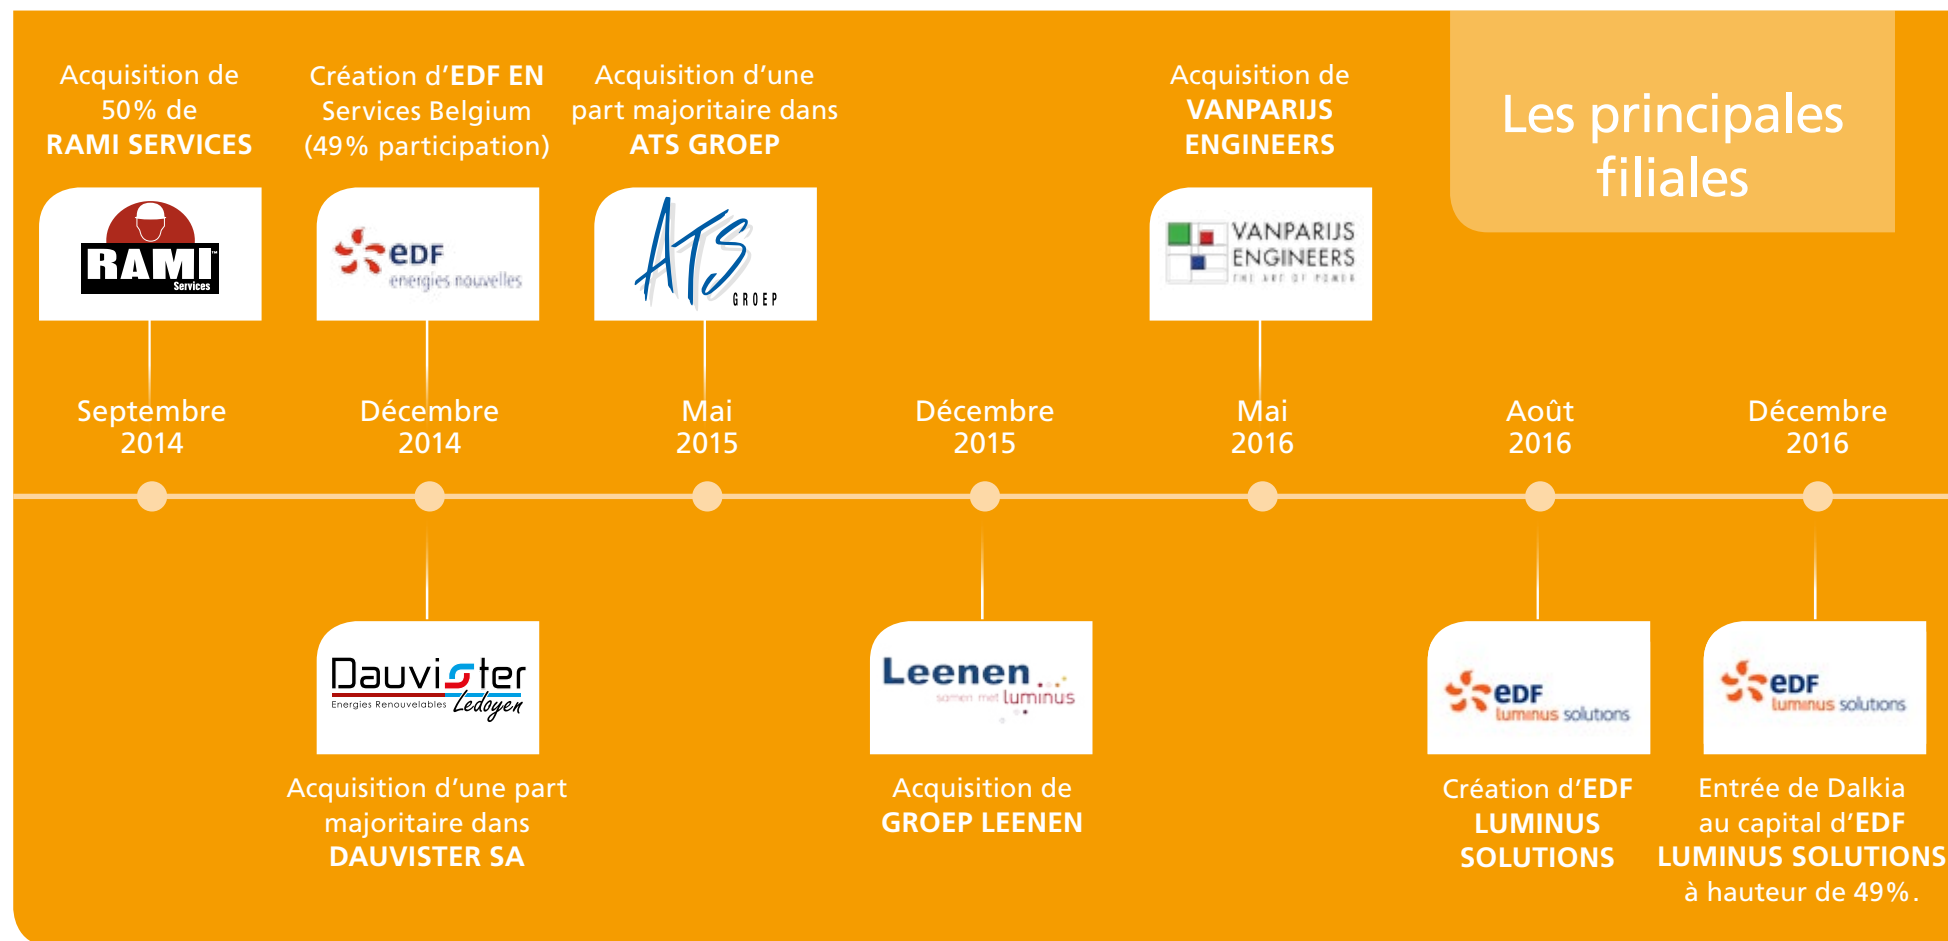 Les principales
filiales
Acquisition de
50% de
RAMI SERVICES
RAMI
Services
Création d'EDF EN
Services Belgium
(49% participation)
eDF
energies nouvelles
Acquisition d'une
part majoritaire dans
ATS GROEP
ATS
GROEP
Acquisition de
VANPARIJS
ENGINEERS
VANPARIJS
ENGINEERS
THE ART OF POWER
Septembre
2014
Décembre
2014
Mai
2015
Décembre
2015
Mai
2016
Août
2016
Décembre
2016
Dauvister
Energies Renouvelables Ledoyen
Acquisition d'une part
majoritaire dans
DAUVISTER SA
Leenen
samen met luminus
Acquisition de
GROEP LEENEN
eDF
luminus solutions
Création d'EDF
LUMINUS
SOLUTIONS
eDF
luminus solutions
Entrée de Dalkia
au capital d'EDF
LUMINUS SOLUTIONS
à hauteur de 49%.